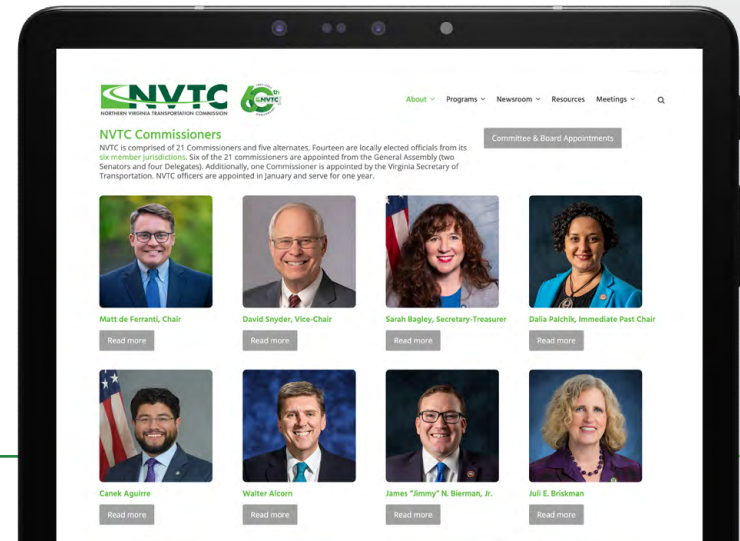 NVTC
NORTHERN VIRGINIA TRANSPORTATION COMMISSION
60th
NVTC
About
Programs
Newsroom
Resources
Meetings
NVTC Commissioners
NVTC is comprised of 21 Commissioners and five alternates. Fourteen are locally elected officials from its
six member jurisdictions. Six of the 21 commissioners are appointed from the General Assembly (two
Senators and four Delegates). Additionally, one Commissioner is appointed by the Virginia Secretary of
Transportation. NVTC officers are appointed in January and serve for one year.
Committee & Board Appointments
Matt de Ferranti, Chair
David Snyder, Vice-Chair
Sarah Bagley, Secretary-Treasurer
Dalia Palchik, Immediate Past Chair
Read more
Read more
Read more
Read more
Canek Aguirre
Walter Alcorn
James "Jimmy" N. Bierman, Jr.
Juli E. Briskman
Read more
Read more
Read more
Read more